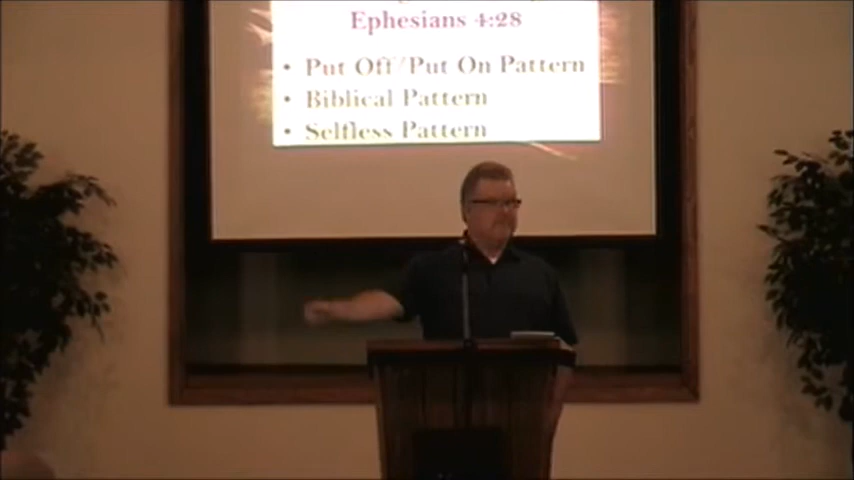 Ephesians 4:28
• Put Off/Put On Pattern
• Biblical Pattern
• Selfless Pattern